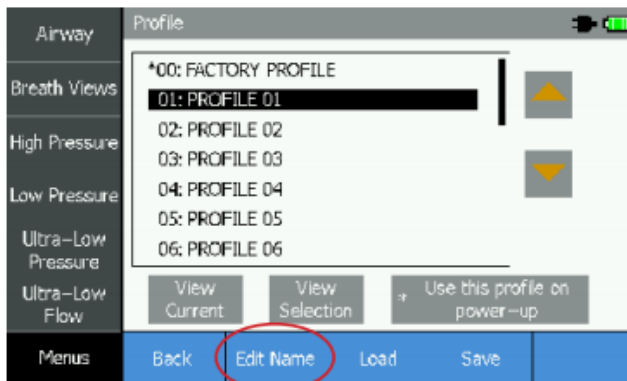 Profile
Airway
Breath Views
High Pressure
Low Pressure
Ultra-Low
Pressure
Ultra-Low
Flow
Menus
*00: FACTORY PROFILE
01: PROFILE 01
02: PROFILE 02
03: PROFILE 03
04: PROFILE 04
05: PROFILE 05
06: PROFILE 06
View
Current
View
Selection
* Use this profile on
power-up
Back
Edit Name
Load
Save